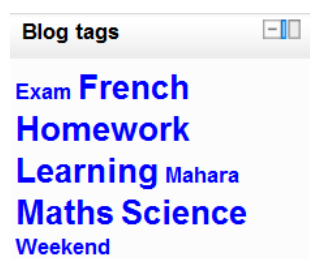 Blog tags
Exam French
Homework
Learning Mahara
Maths Science
Weekend